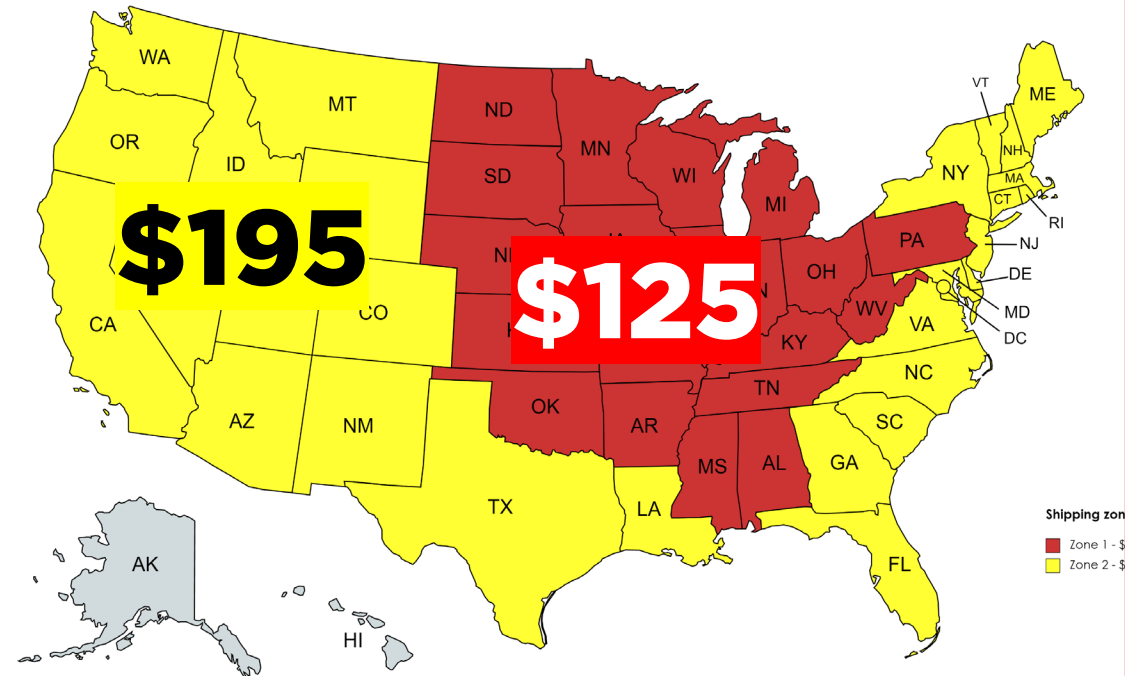 WA
MT
ND
MN
VT
ME
OR
ID
SD
WI
MI
NY
NH
MA
CT
RI
$195
$125
PA
NJ
OH
DE
MD
DC
WV
VA
CA
CO
KY
NC
TN
AZ
NM
OK
AR
SC
MS
AL
GA
TX
LA
FL
AK
HI
Shipping zon
Zone 1 - $
Zone 2 - $